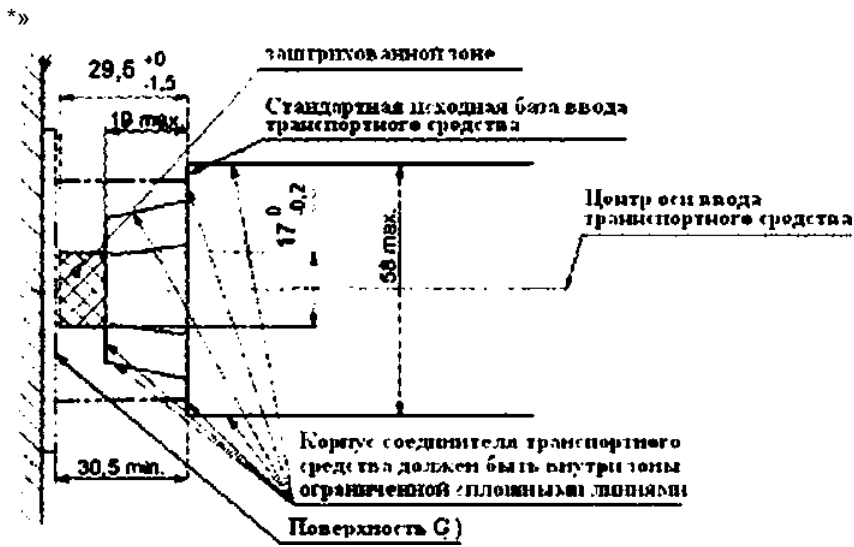 *»
заштрихованной зоне
29,5 +0 -1,5
Стандартная исходная база ввода
транспортного средства
19 max.
17 0 -0,2
58 max.
Центр оси ввода
транспортного средства
Корпус соединителя транспортного
средства должен быть внутри зоны
ограниченной сплошными линиями
30,5 min.
Поверхность G)